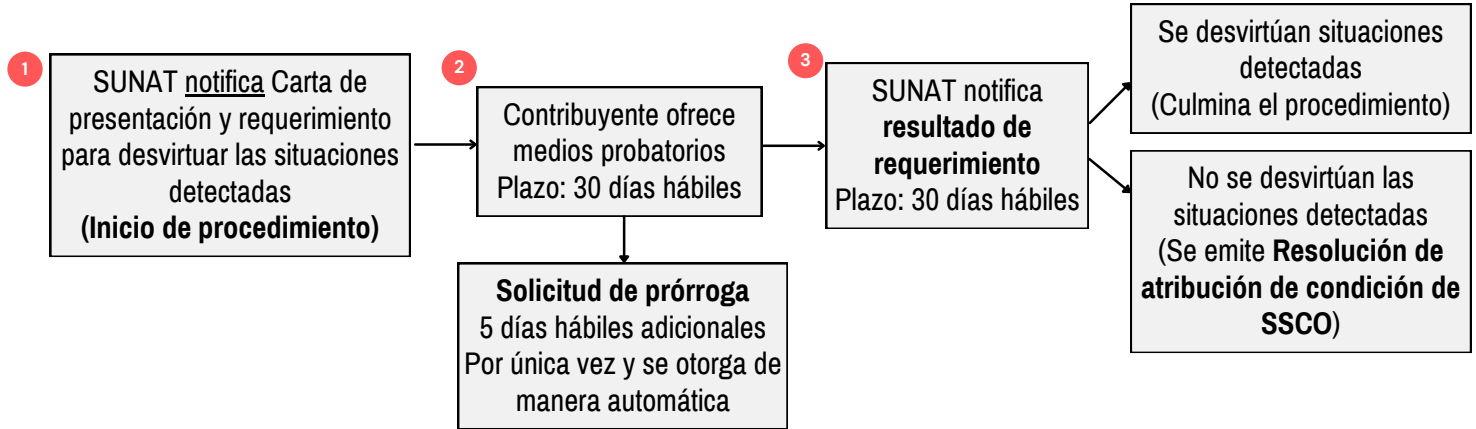 1
SUNAT notifica Carta de
presentación y requerimiento
para desvirtuar las situaciones
detectadas
(Inicio de procedimiento)
2
Contribuyente ofrece
medios probatorios
Plazo: 30 días hábiles
Solicitud de prórroga
5 días hábiles adicionales
Por única vez y se otorga de
manera automática
3
SUNAT notifica
resultado de
requerimiento
Plazo: 30 días hábiles
Se desvirtúan situaciones
detectadas
(Culmina el procedimiento)
No se desvirtúan las
situaciones detectadas
(Se emite Resolución de
atribución de condición de
SSCO)